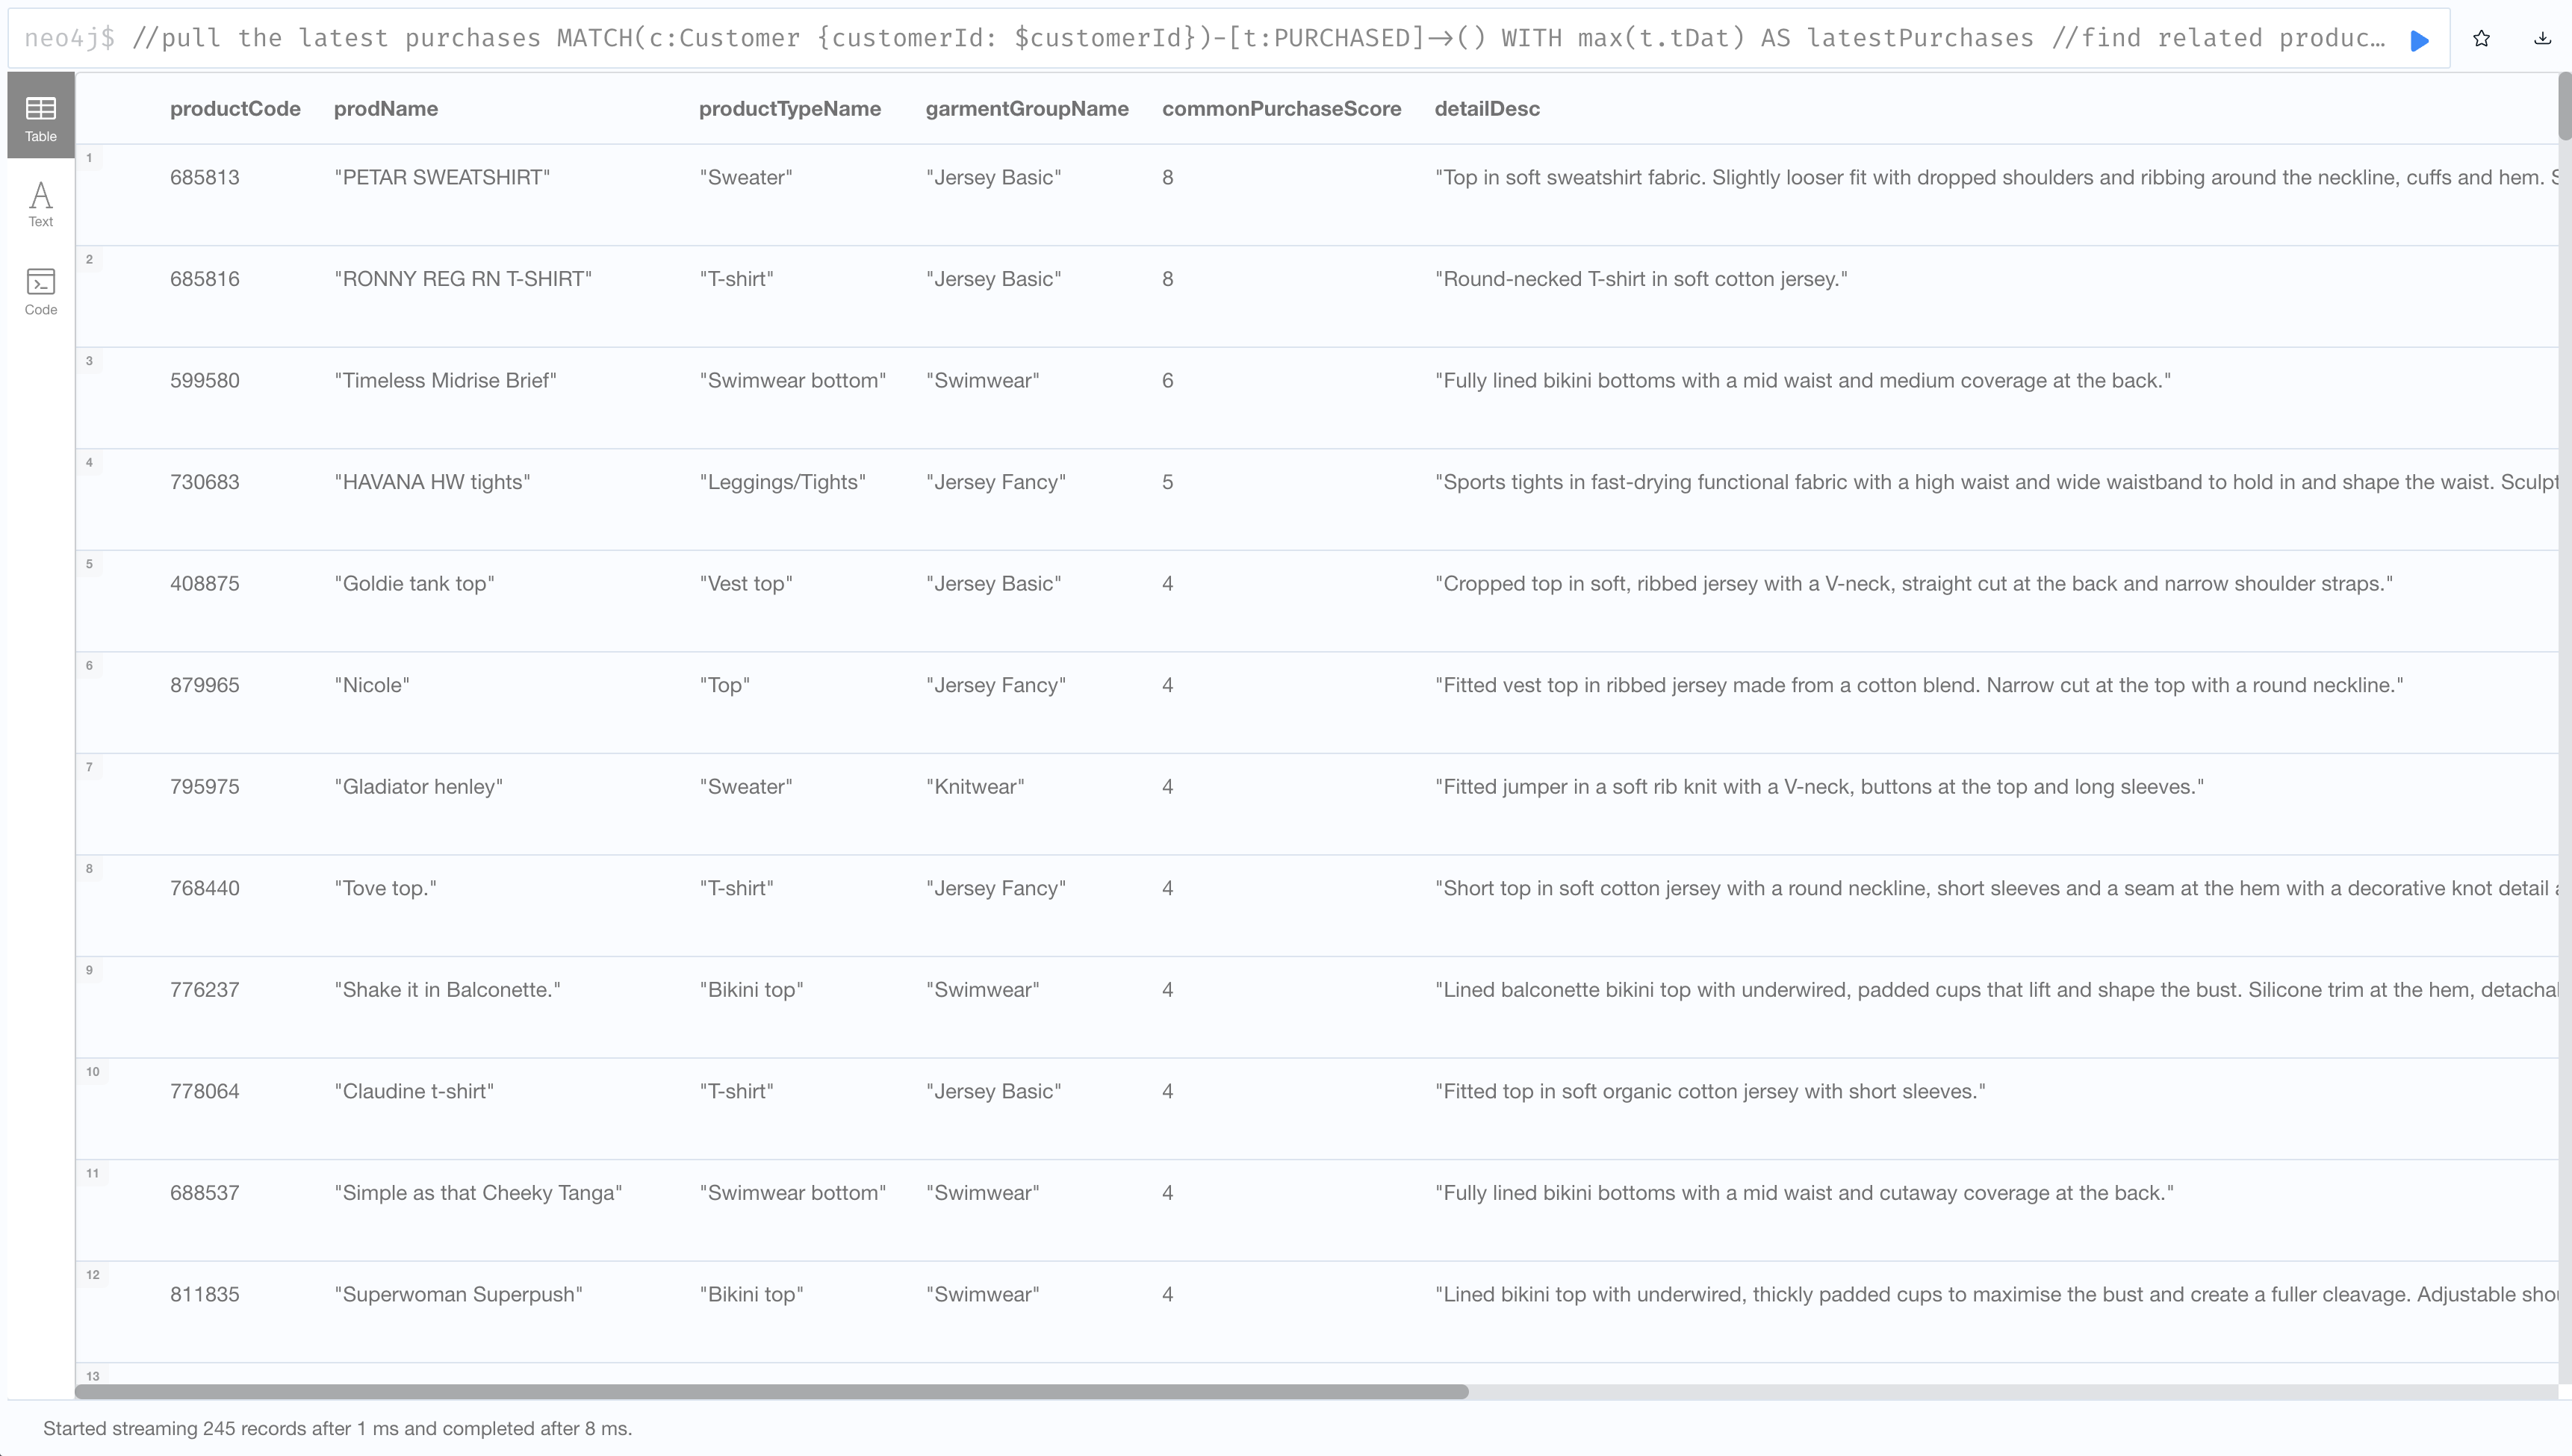 neo4j$ //pull the latest purchases MATCH(c:Customer {customerId: $customerId})-[t:PURCHASED]→() WITH max(t.tDat) AS latestPurchases //find related produc…
Table
Text
Code
productCode prodName productTypeName garmentGroupName commonPurchaseScore detailDesc
1
685813 "PETAR SWEATSHIRT" "Sweater" "Jersey Basic" 8 "Top in soft sweatshirt fabric. Slightly looser fit with dropped shoulders and ribbing around the neckline, cuffs and hem. S
2
685816 "RONNY REG RN T-SHIRT" "T-shirt" "Jersey Basic" 8 "Round-necked T-shirt in soft cotton jersey."
3
599580 "Timeless Midrise Brief" "Swimwear bottom" "Swimwear" 6 "Fully lined bikini bottoms with a mid waist and medium coverage at the back."
4
730683 "HAVANA HW tights" "Leggings/Tights" "Jersey Fancy" 5 "Sports tights in fast-drying functional fabric with a high waist and wide waistband to hold in and shape the waist. Sculpt
5
408875 "Goldie tank top" "Vest top" "Jersey Basic" 4 "Cropped top in soft, ribbed jersey with a V-neck, straight cut at the back and narrow shoulder straps."
6
879965 "Nicole" "Top" "Jersey Fancy" 4 "Fitted vest top in ribbed jersey made from a cotton blend. Narrow cut at the top with a round neckline."
7
795975 "Gladiator henley" "Sweater" "Knitwear" 4 "Fitted jumper in a soft rib knit with a V-neck, buttons at the top and long sleeves."
8
768440 "Tove top." "T-shirt" "Jersey Fancy" 4 "Short top in soft cotton jersey with a round neckline, short sleeves and a seam at the hem with a decorative knot detail a
9
776237 "Shake it in Balconette." "Bikini top" "Swimwear" 4 "Lined balconette bikini top with underwired, padded cups that lift and shape the bust. Silicone trim at the hem, detachal
10
778064 "Claudine t-shirt" "T-shirt" "Jersey Basic" 4 "Fitted top in soft organic cotton jersey with short sleeves."
11
688537 "Simple as that Cheeky Tanga" "Swimwear bottom" "Swimwear" 4 "Fully lined bikini bottoms with a mid waist and cutaway coverage at the back."
12
811835 "Superwoman Superpush" "Bikini top" "Swimwear" 4 "Lined bikini top with underwired, thickly padded cups to maximise the bust and create a fuller cleavage. Adjustable shou
13
Started streaming 245 records after 1 ms and completed after 8 ms.